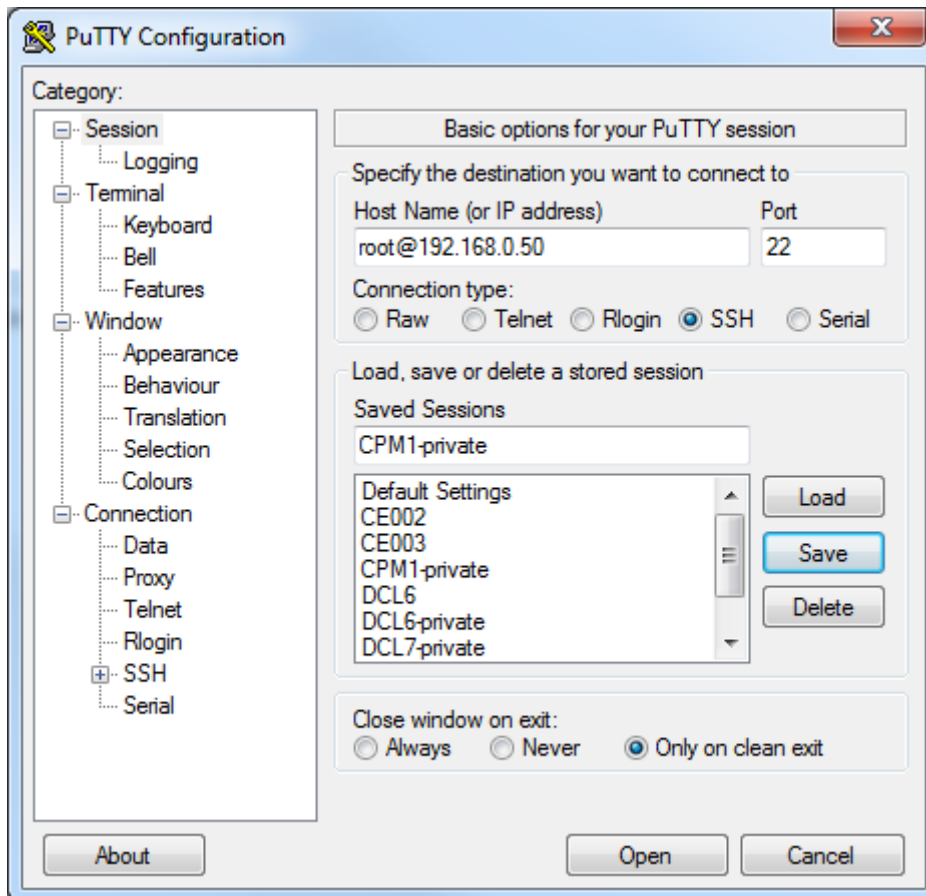 PuTTY Configuration
X
Category:
Session
Logging
Terminal
Keyboard
Bell
Features
Window
Appearance
Behaviour
Translation
Selection
Colours
Connection
Data
Proxy
Telnet
Rlogin
SSH
Serial
Basic options for your PuTTY session
Specify the destination you want to connect to
Host Name (or IP address) Port
root@192.168.0.50 22
Connection type:
Raw Telnet Rlogin SSH Serial
Load, save or delete a stored session
Saved Sessions
CPM1-private
Default Settings
CE002
CE003
CPM1-private
DCL6
DCL6-private
DCL7-private
Load
Save
Delete
Close window on exit:
Always Never Only on clean exit
About Open Cancel